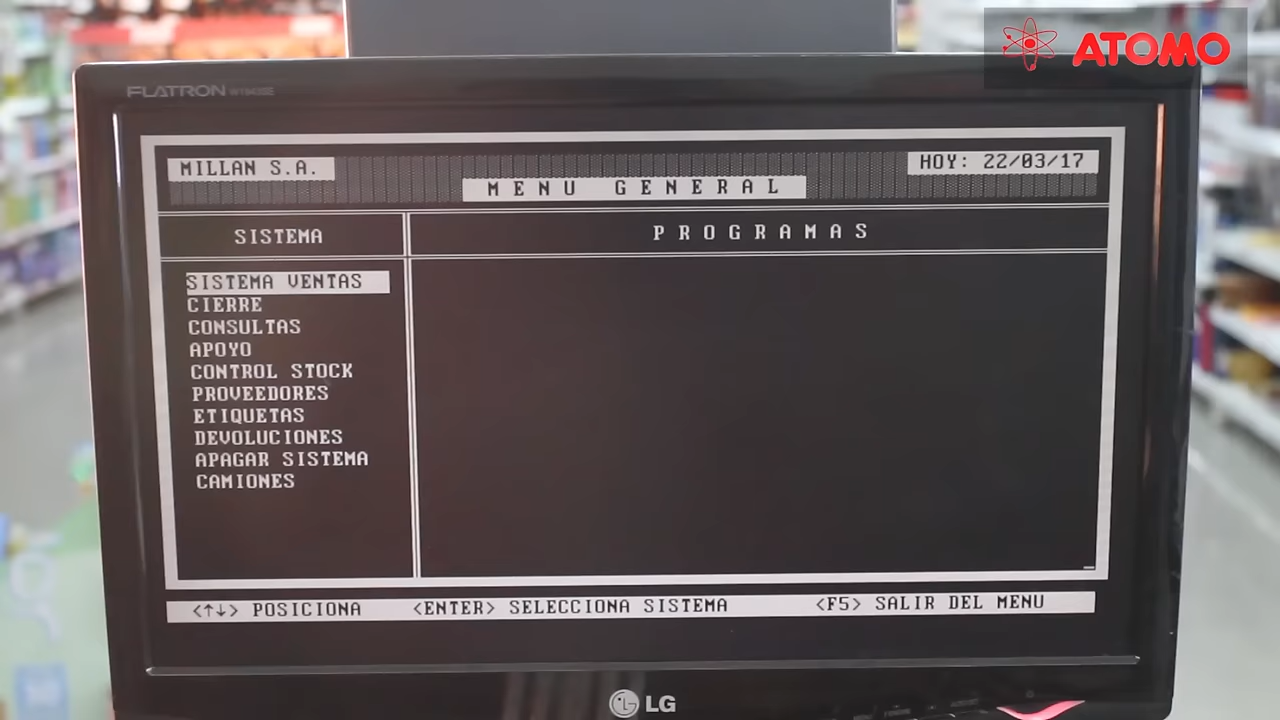 ATOMO
FLATRON
MILLAN S.A.
HOY: 22/03/17
MENU GENERAL
SISTEMA
PROGRAMAS
SISTEMA VENTAS
CIERRE
CONSULTAS
APOYO
CONTROL STOCK
PROVEEDORES
ETIQUETAS
DEVOLUCIONES
APAGAR SISTEMA
CAMIONES
<↑↓> POSICIONA <ENTER> SELECCIONA SISTEMA <F5> SALIR DEL MENU
LG